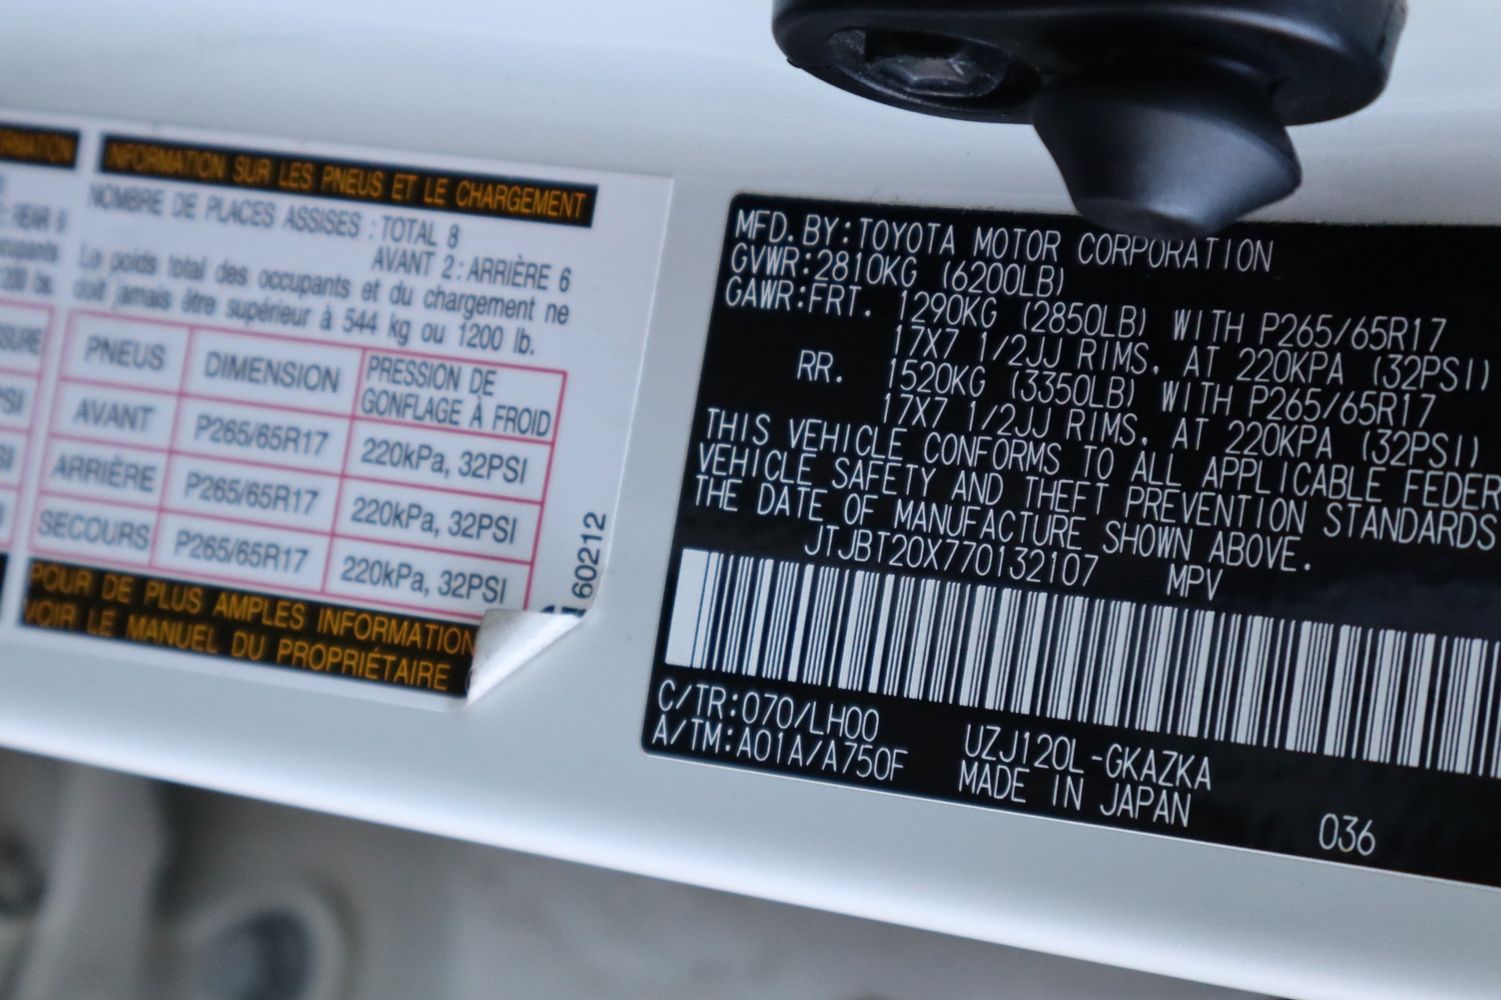 INFORMATION SUR LES PNEUS ET LE CHARGEMENT
NOMBRE DE PLACES ASSISES : TOTAL 8
AVANT 2 : ARRIÈRE 6
Le poids total des occupants et du chargement ne
doit jamais être supérieur à 544 kg ou 1200 lb.
PNEUS DIMENSION PRESSION DE GONFLAGE À FROID
AVANT P265/65R17 220kPa, 32PSI
ARRIÈRE P265/65R17 220kPa, 32PSI
SECOURS P265/65R17 220kPa, 32PSI
POUR DE PLUS AMPLES INFORMATION
VOIR LE MANUEL DU PROPRIÉTAIRE
60212
MFD. BY: TOYOTA MOTOR CORPORATION
GVWR: 2810KG (6200LB)
GAWR: FRT. 1290KG (2850LB) WITH P265/65R17
17X7 1/2JJ RIMS, AT 220KPA (32PSI)
RR. 1520KG (3350LB) WITH P265/65R17
17X7 1/2JJ RIMS, AT 220KPA (32PSI)
THIS VEHICLE CONFORMS TO ALL APPLICABLE FEDER
VEHICLE SAFETY AND THEFT PREVENTION STANDARDS
THE DATE OF MANUFACTURE SHOWN ABOVE.
JTJBT20X770132107 MPV
C/TR: 070/LH00
A/TM: A01A/A750F
UZJ120L-GKAZKA
MADE IN JAPAN
036